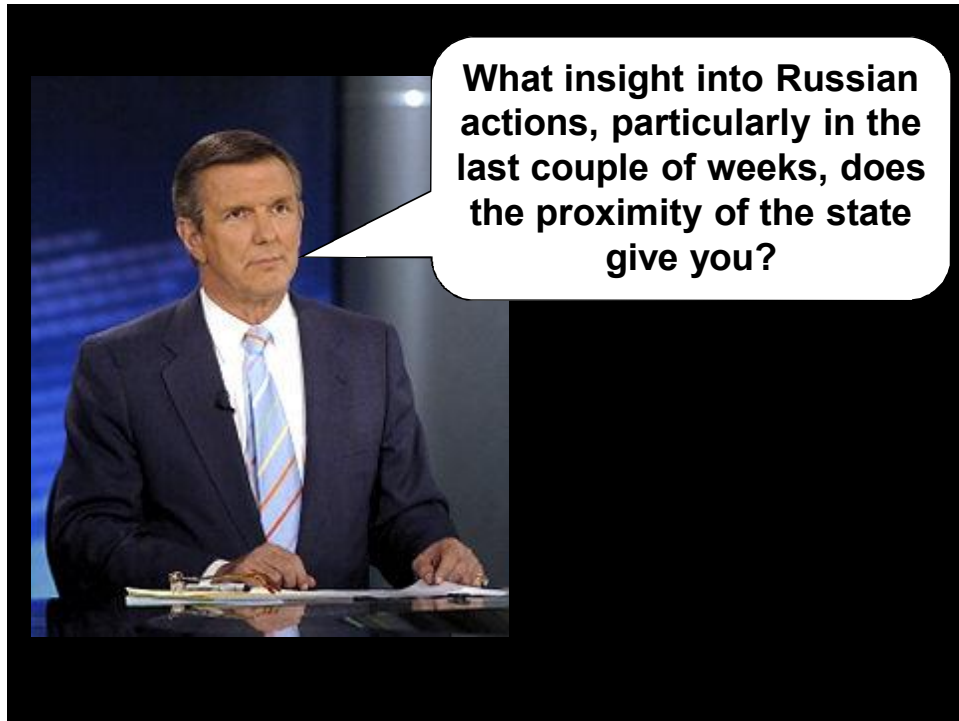 What insight into Russian
actions, particularly in the
last couple of weeks, does
the proximity of the state
give you?